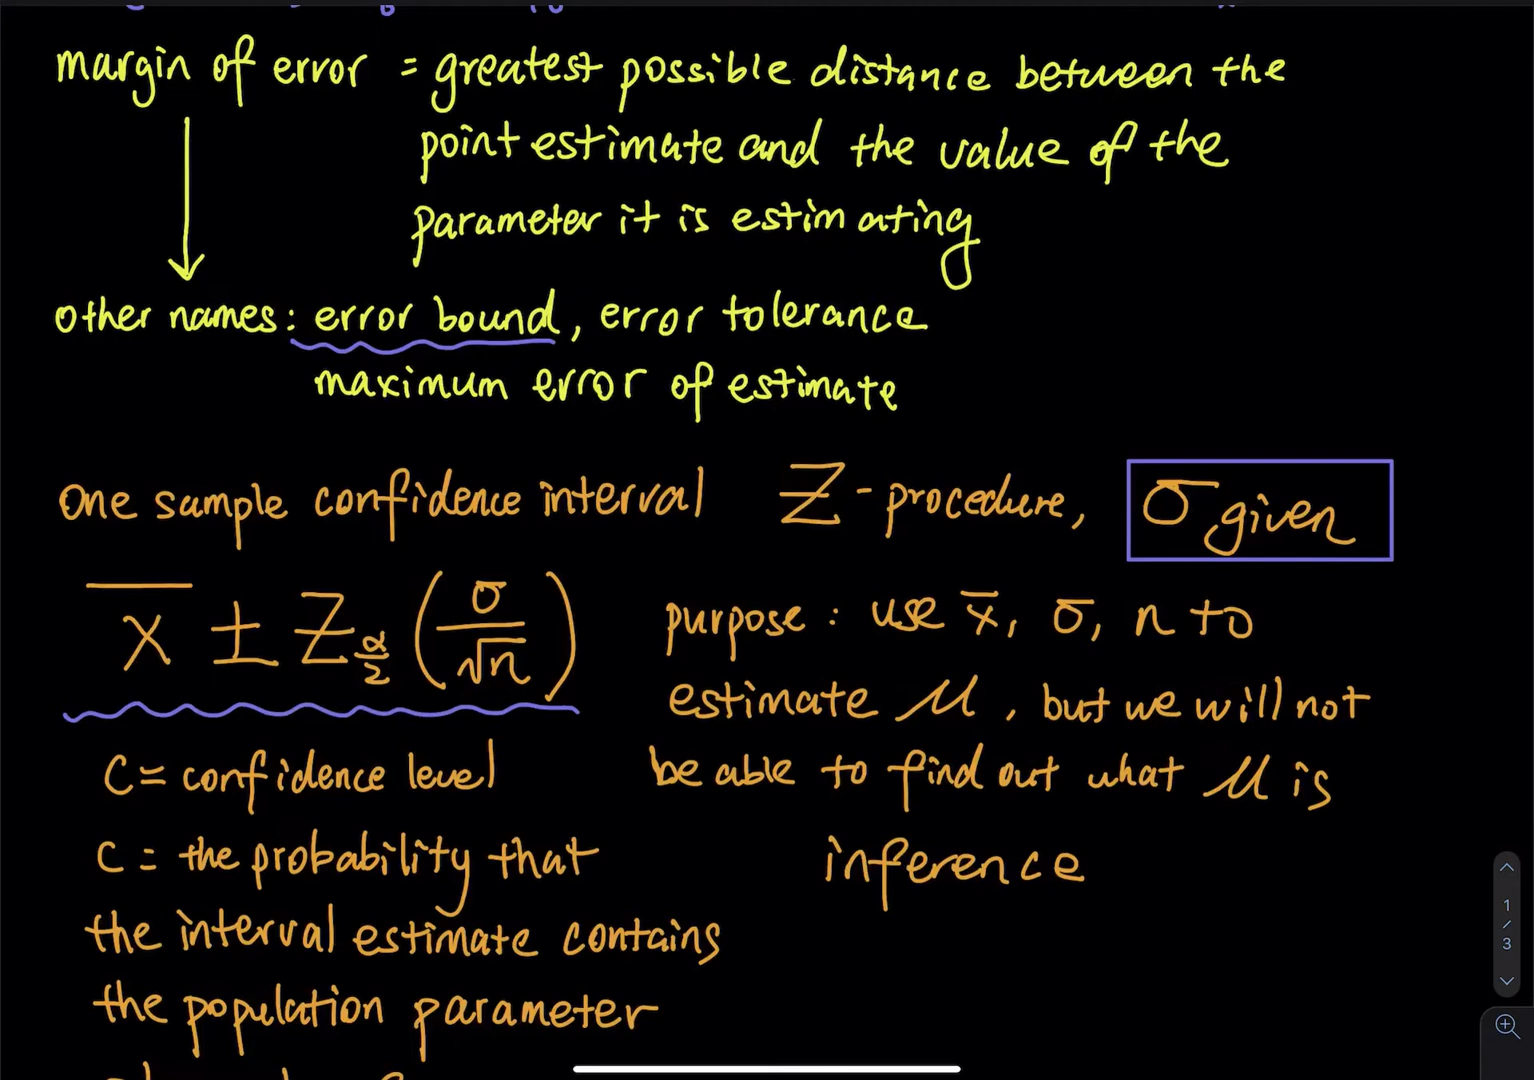 margin of error = greatest possible distance between the
point estimate and the value of the
parameter it is estimating
other names: error bound, error tolerance
maximum error of estimate
One sample confidence interval Z-procedure, σ given
x̄ ± Z_{α/2} (σ/√n)
purpose: use x̄, σ, n to
estimate μ, but we will not
be able to find out what μ is
inference
C = confidence level
C = the probability that
the interval estimate contains
the population parameter
1 / 3